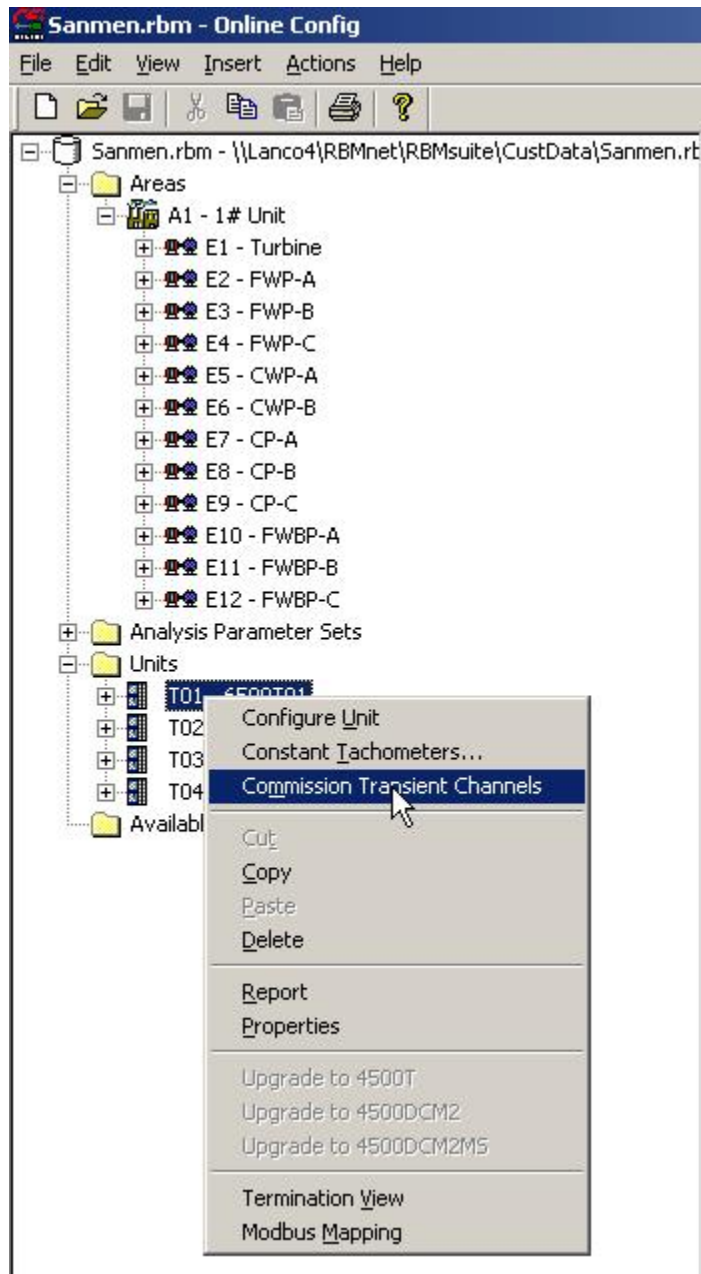 Sanmen.rbm - Online Config
File Edit View Insert Actions Help
Sanmen.rbm - \\Lanco4\RBMnet\RBMsuite\CustData\Sanmen.rb
Areas
A1 - 1# Unit
E1 - Turbine
E2 - FWP-A
E3 - FWP-B
E4 - FWP-C
E5 - CWP-A
E6 - CWP-B
E7 - CP-A
E8 - CP-B
E9 - CP-C
E10 - FWBP-A
E11 - FWBP-B
E12 - FWBP-C
Analysis Parameter Sets
Units
T01 - 6500T01
T02
T03
T04
Availabl
Configure Unit
Constant Tachometers...
Commission Transient Channels
Cut
Copy
Paste
Delete
Report
Properties
Upgrade to 4500T
Upgrade to 4500DCM2
Upgrade to 4500DCM2MS
Termination View
Modbus Mapping